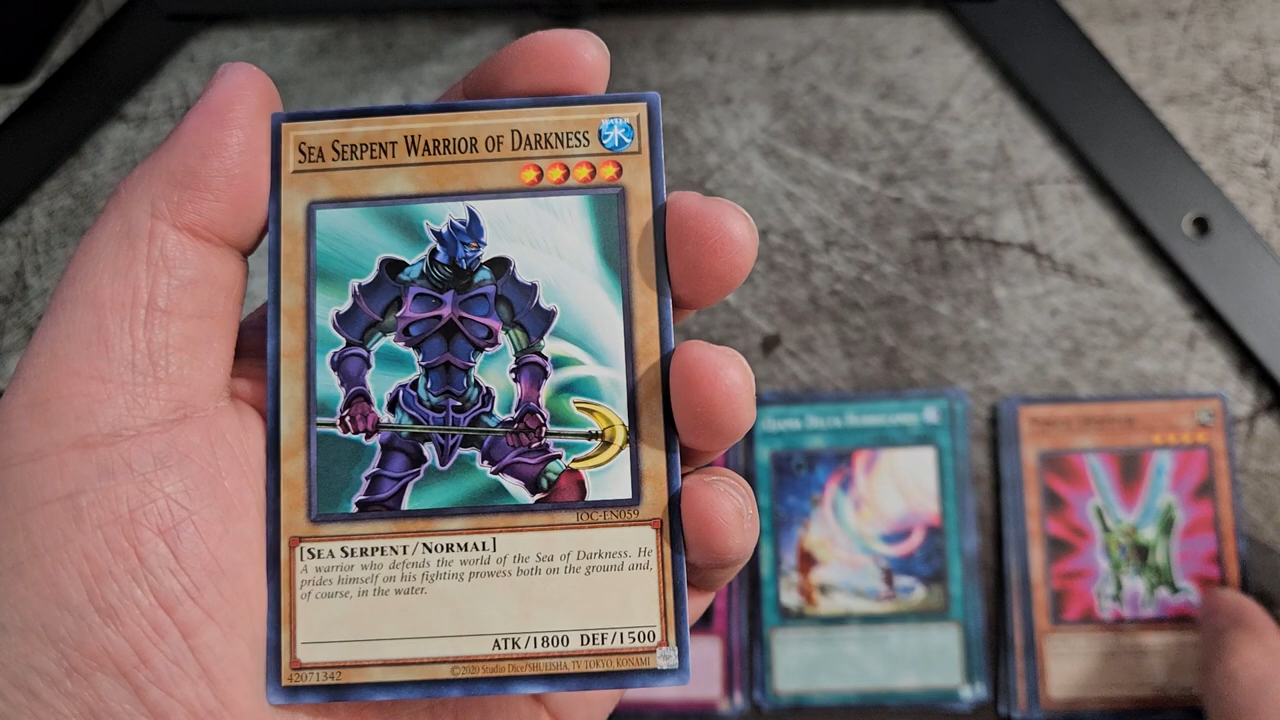 SEA SERPENT WARRIOR OF DARKNESS
WATER
水
IOC-EN059
[SEA SERPENT/NORMAL]
A warrior who defends the world of the Sea of Darkness. He
prides himself on his fighting prowess both on the ground and,
of course, in the water.
ATK/1800 DEF/1500
42071342
©2020 Studio Dice/SHUEISHA, TV TOKYO, KONAMI